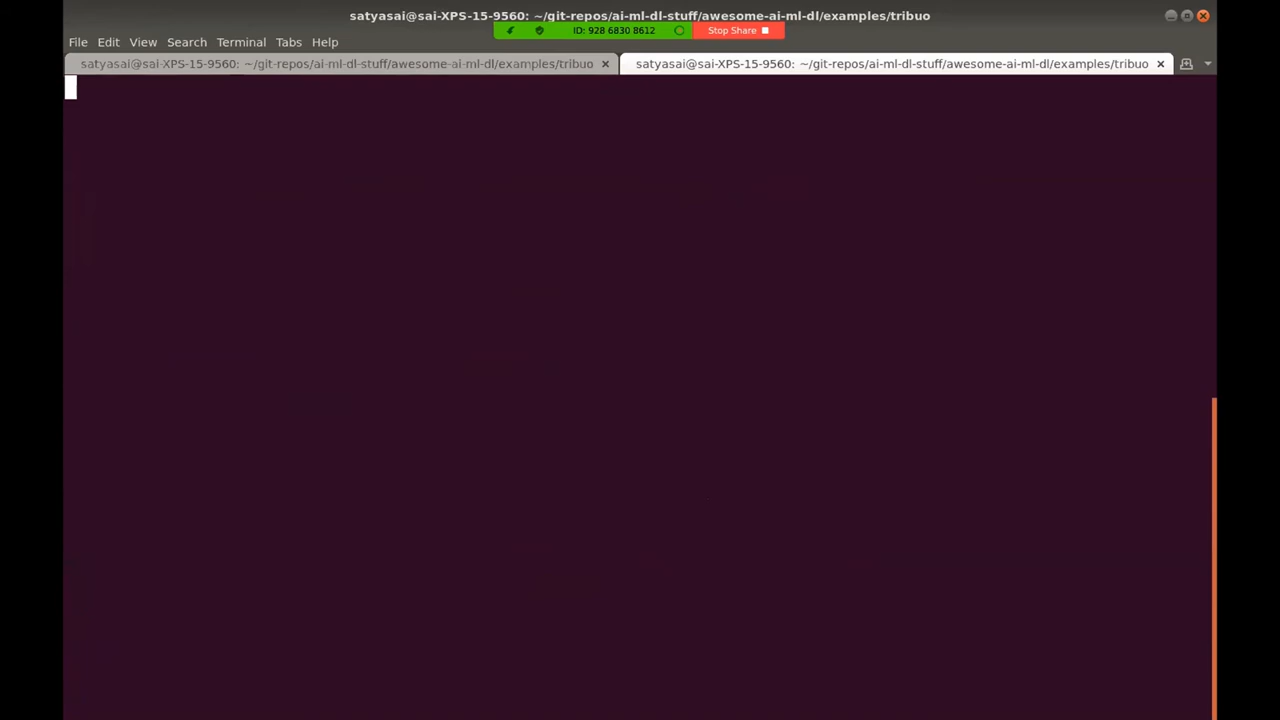 satyasai@sai-XPS-15-9560: ~/git-repos/ai-ml-dl-stuff/awesome-ai-ml-dl/examples/tribuo
ID: 928 6830 8612 Stop Share
File Edit View Search Terminal Tabs Help
satyasai@sai-XPS-15-9560: ~/git-repos/ai-ml-dl-stuff/awesome-ai-ml-dl/examples/tribuo × satyasai@sai-XPS-15-9560: ~/git-repos/ai-ml-dl-stuff/awesome-ai-ml-dl/examples/tribuo ×